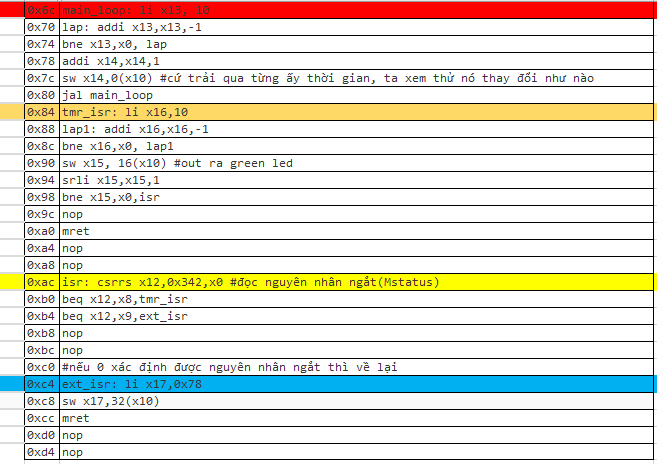 0x6c main_loop: li x13, 10
0x70 lap: addi x13,x13,-1
0x74 bne x13,x0, lap
0x78 addi x14,x14,1
0x7c sw x14,0(x10) #cứ trải qua từng ấy thời gian, ta xem thử nó thay đổi như nào
0x80 jal main_loop
0x84 tmr_isr: li x16,10
0x88 lap1: addi x16,x16,-1
0x8c bne x16,x0, lap1
0x90 sw x15, 16(x10) #out ra green led
0x94 srli x15,x15,1
0x98 bne x15,x0,isr
0x9c nop
0xa0 mret
0xa4 nop
0xa8 nop
0xac isr: csrrs x12,0x342,x0 #đọc nguyên nhân ngắt(Mstatus)
0xb0 beq x12,x8,tmr_isr
0xb4 beq x12,x9,ext_isr
0xb8 nop
0xbc nop
0xc0 #nếu 0 xác định được nguyên nhân ngắt thì về lại
0xc4 ext_isr: li x17,0x78
0xc8 sw x17,32(x10)
0xcc mret
0xd0 nop
0xd4 nop